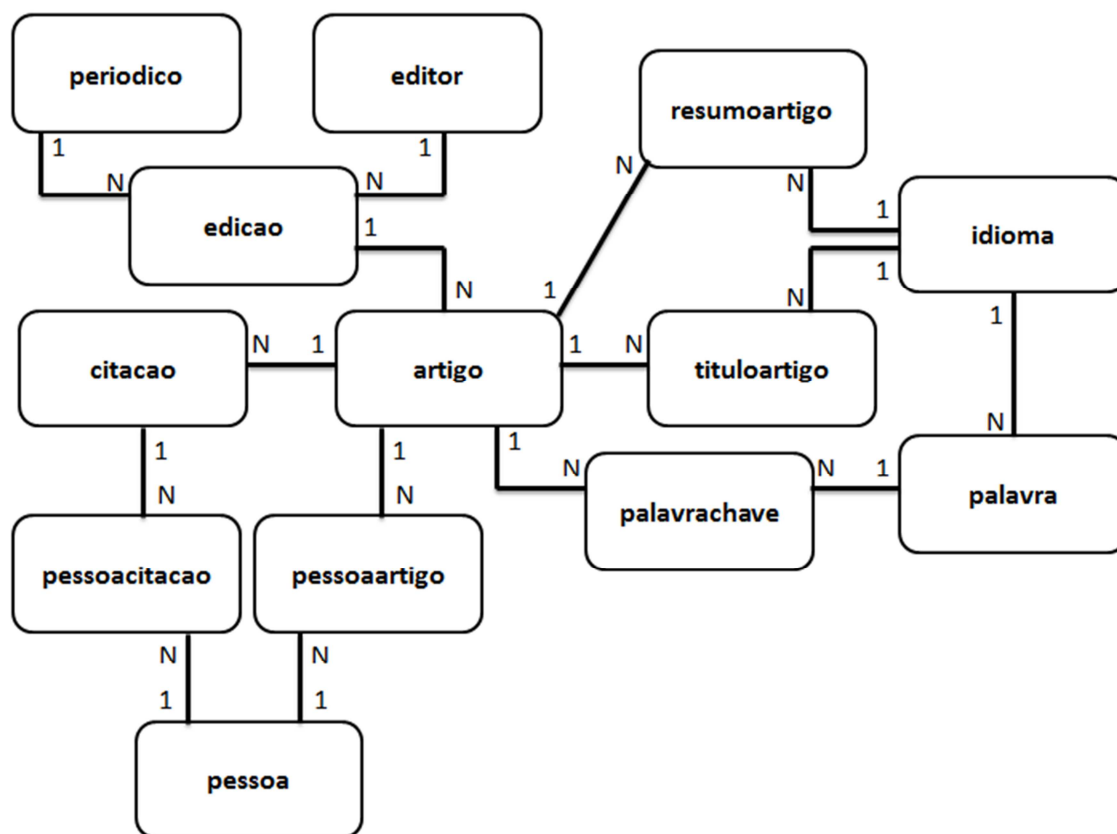 periodico
editor
resumoartigo
1
N
N
1
edicao
1
N
N
1
idioma
1
N
1
N
1
citacao
N
1
artigo
1
N
tituloartigo
1
N
1
N
1
N
1
N
palavrachave
N
1
palavra
pessoacitacao
pessoaartigo
N
1
N
1
pessoa